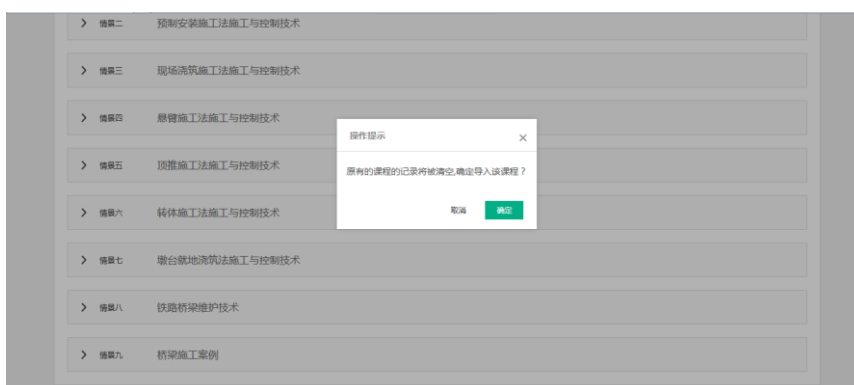 情景二 预制安装施工法施工与控制技术
情景三 现场浇筑施工法施工与控制技术
情景四 悬臂施工法施工与控制技术
操作提示
情景五 顶推施工法施工与控制技术
原有的课程的记录将被清空,确定导入该课程？
情景六 转体施工法施工与控制技术
取消 确定
情景七 墩台就地浇筑法施工与控制技术
情景八 铁路桥梁维护技术
情景九 桥梁施工案例